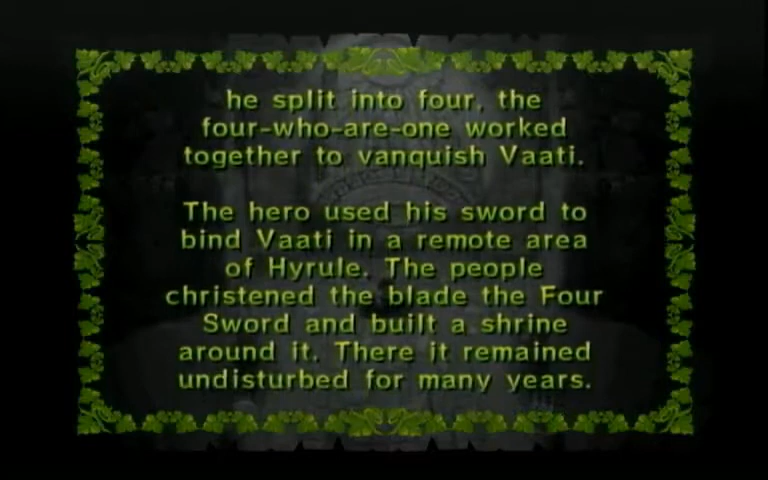 he split into four, the
four-who-are-one worked
together to vanquish Vaati.
The hero used his sword to
bind Vaati in a remote area
of Hyrule. The people
christened the blade the Four
Sword and built a shrine
around it. There it remained
undisturbed for many years.